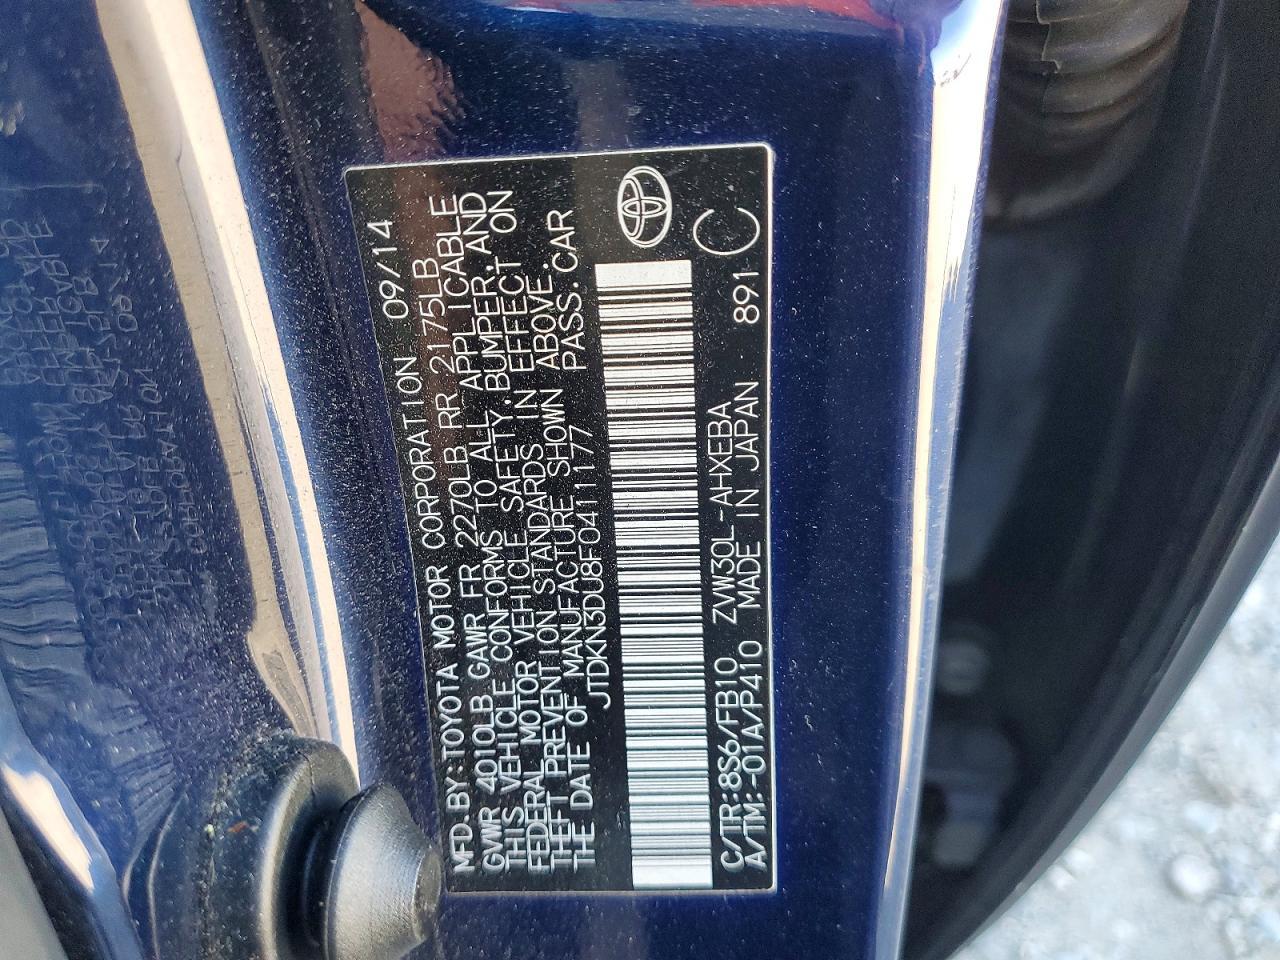 MFD.BY:TOYOTA MOTOR CORPORATION 09/14
GVWR 4010LB GAWR FR 2270LB RR 2175LB
THIS VEHICLE CONFORMS TO ALL APPLICABLE
FEDERAL MOTOR VEHICLE SAFETY,BUMPER,AND
THEFT PREVENTION STANDARDS IN EFFECT ON
THE DATE OF MANUFACTURE SHOWN ABOVE.
JTDKN3DU8F0411177 PASS.CAR
C/TR:8S6/FB10 ZVW30L-AHXEBA 891 C
A/TM:-01A/P410 MADE IN JAPAN